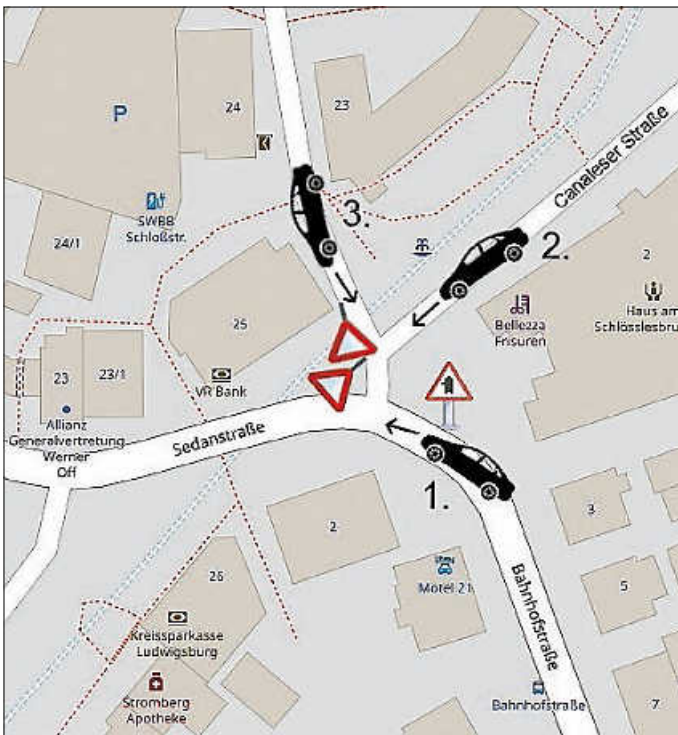 P
24
23
SWBB
Schloßstr.
24/1
3.
Canaleser Straße
2.
2
Haus am
Bellezza
Frisuren
25
VR Bank
23
23/1
Allianz
Generalvertretung
Werner
Off
Sedanstraße
1.
2
3
Motel 21
5
26
Kreissparkasse
Ludwigsburg
Bahnhofstraße
Stromberg
Apotheke
Bahnhofstraße
7